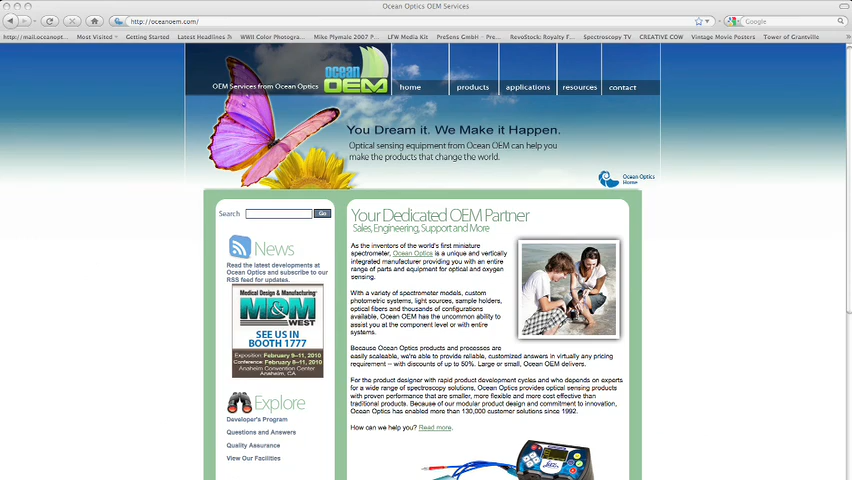 Ocean Optics OEM Services
http://oceanoem.com/
Google
http://mail.oceanopt...
Most Visited
Getting Started
Latest Headlines
WWII Color Photogra...
Mike Plymale 2007 P...
LFW Media Kit
PreSens GmbH - Prec...
RevoStock: Royalty F...
Spectroscopy TV
CREATIVE COW
Vintage Movie Posters
Tower of Grantville
OEM Services from Ocean Optics
ocean
OEM
home
products
applications
resources
contact
You Dream it. We Make it Happen.
Optical sensing equipment from Ocean OEM can help you
make the products that change the world.
Ocean Optics
Home
Search
Go
News
Read the latest developments at
Ocean Optics and subscribe to our
RSS feed for updates.
Medical Design & Manufacturing
MD&M
WEST
SEE US IN
BOOTH 1777
Exposition: February 9–11, 2010
Conference: February 8–11, 2010
Anaheim Convention Center
Anaheim, CA
Explore
Developer's Program
Questions and Answers
Quality Assurance
View Our Facilities
Your Dedicated OEM Partner
Sales, Engineering, Support and More
As the inventors of the world's first miniature
spectrometer, Ocean Optics is a unique and vertically
integrated manufacturer providing you with an entire
range of parts and equipment for optical and oxygen
sensing.
With a variety of spectrometer models, custom
photometric systems, light sources, sample holders,
optical fibers and thousands of configurations
available, Ocean OEM has the uncommon ability to
assist you at the component level or with entire
systems.
Because Ocean Optics products and processes are
easily scaleable, we're able to provide reliable, customized answers in virtually any pricing
requirement – with discounts of up to 50%. Large or small, Ocean OEM delivers.
For the product designer with rapid product development cycles and who depends on experts
for a wide range of spectroscopy solutions, Ocean Optics provides optical sensing products
with proven performance that are smaller, more flexible and more cost effective than
traditional products. Because of our modular product design and commitment to innovation,
Ocean Optics has enabled more than 130,000 customer solutions since 1992.
How can we help you? Read more.